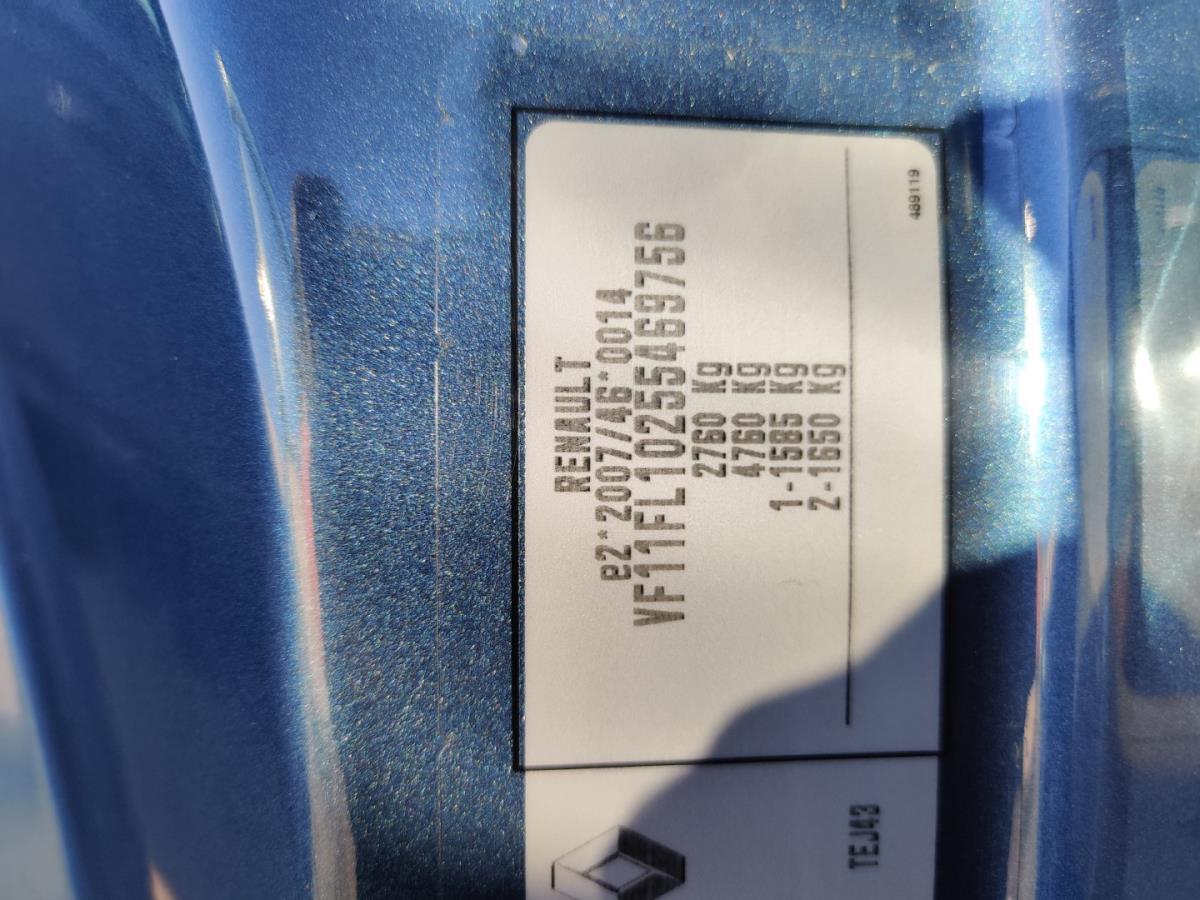 RENAULT
e2*2007/46*0014
VF11FL10255469756
2760 Kg
4760 Kg
1-1585 Kg
2-1650 Kg
489119
TEJ43